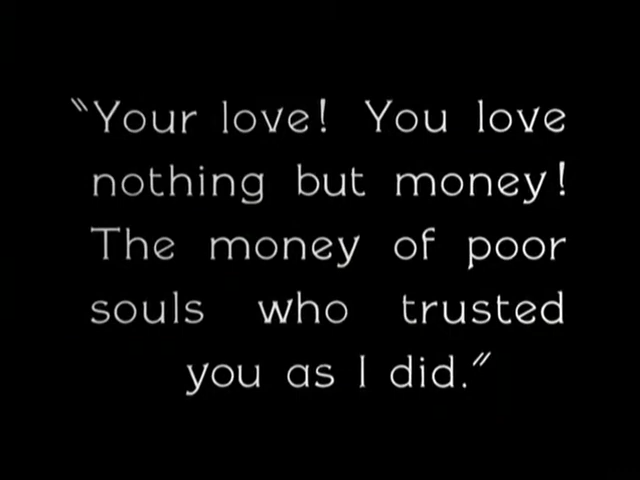 “Your love! You love
nothing but money!
The money of poor
souls who trusted
you as I did.”